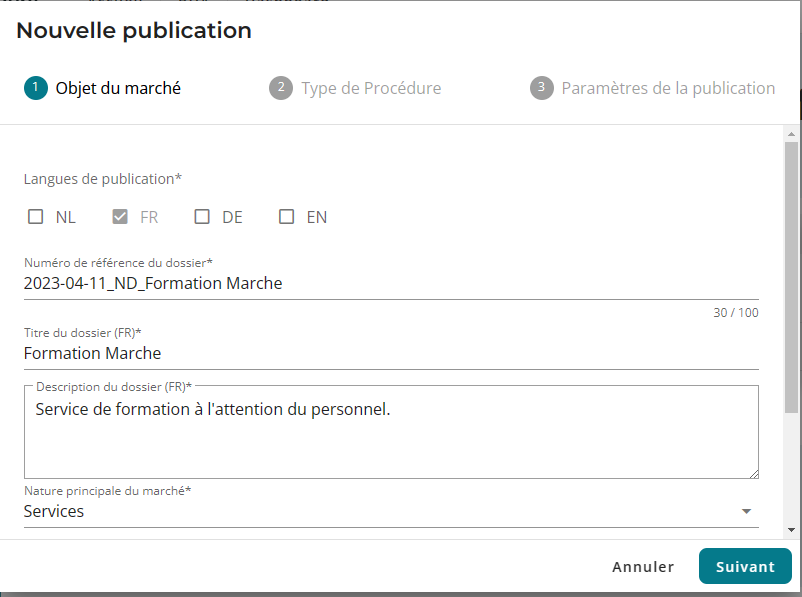 Nouvelle publication
1 Objet du marché
2 Type de Procédure
3 Paramètres de la publication
Langues de publication*
NL FR DE EN
Numéro de référence du dossier*
2023-04-11_ND_Formation Marche
30 / 100
Titre du dossier (FR)*
Formation Marche
Description du dossier (FR)*
Service de formation à l'attention du personnel.
Nature principale du marché*
Services
Annuler Suivant